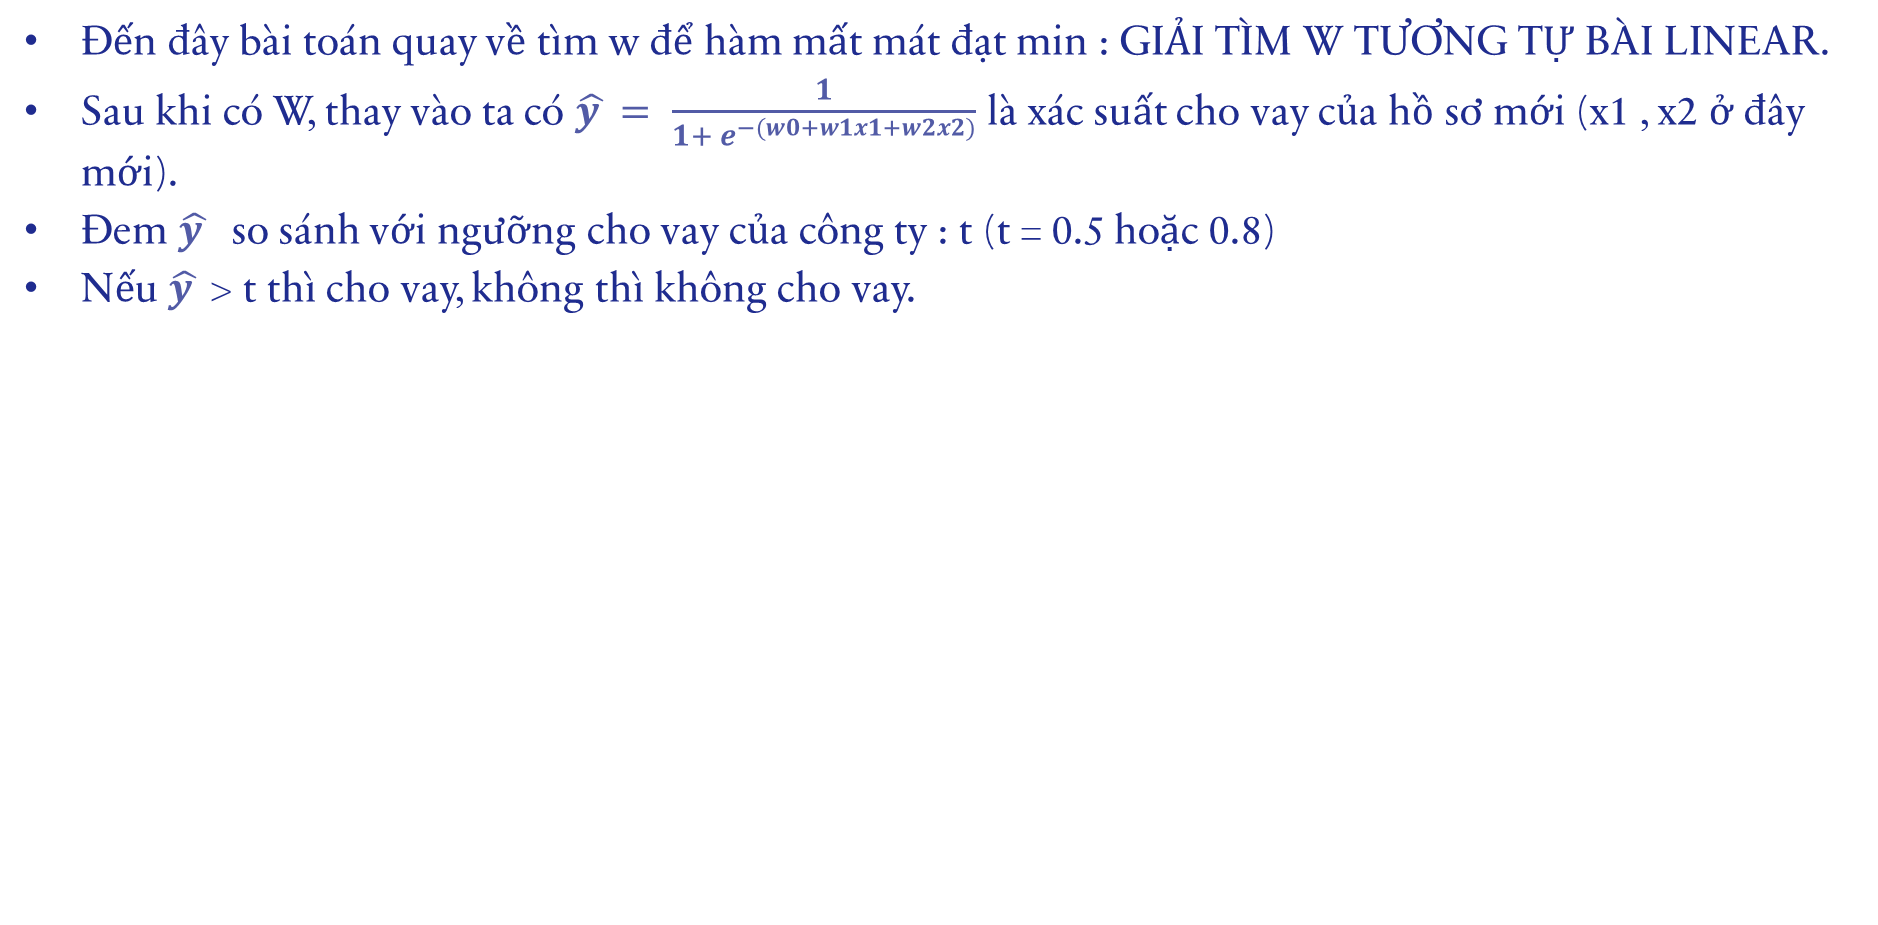 • Đến đây bài toán quay về tìm w để hàm mất mát đạt min : GIẢI TÌM W TƯƠNG TỰ BÀI LINEAR.
• Sau khi có W, thay vào ta có ŷ = 1 / (1+ e^−(w0+w1x1+w2x2)) là xác suất cho vay của hồ sơ mới (x1 , x2 ở đây
mới).
• Đem ŷ so sánh với ngưỡng cho vay của công ty : t (t = 0.5 hoặc 0.8)
• Nếu ŷ > t thì cho vay, không thì không cho vay.